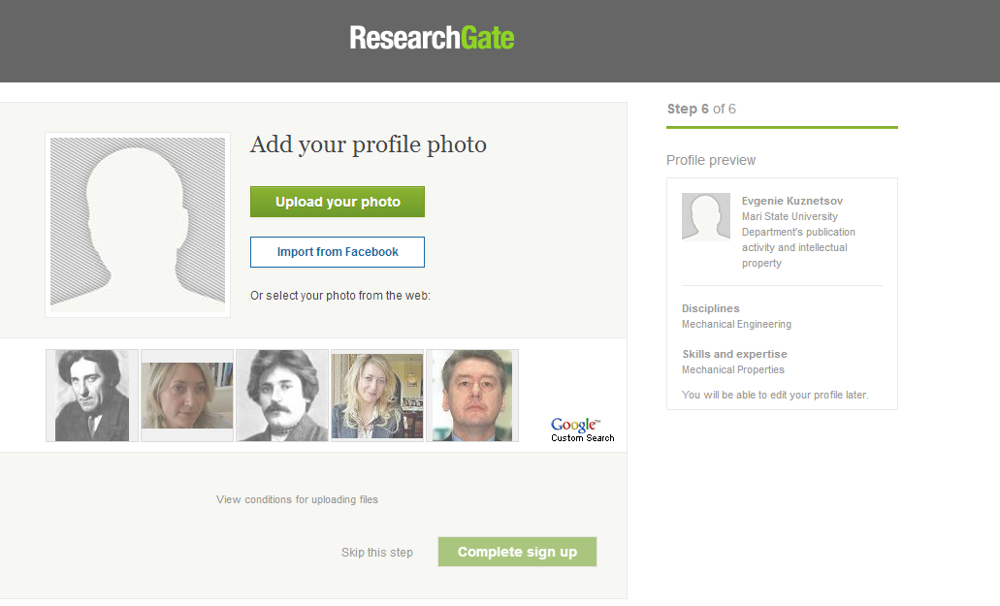 ResearchGate
Add your profile photo
Upload your photo
Import from Facebook
Or select your photo from the web:
Google™
Custom Search
View conditions for uploading files
Skip this step
Complete sign up
Step 6 of 6
Profile preview
Evgenie Kuznetsov
Mari State University
Department's publication
activity and intellectual
property
Disciplines
Mechanical Engineering
Skills and expertise
Mechanical Properties
You will be able to edit your profile later.